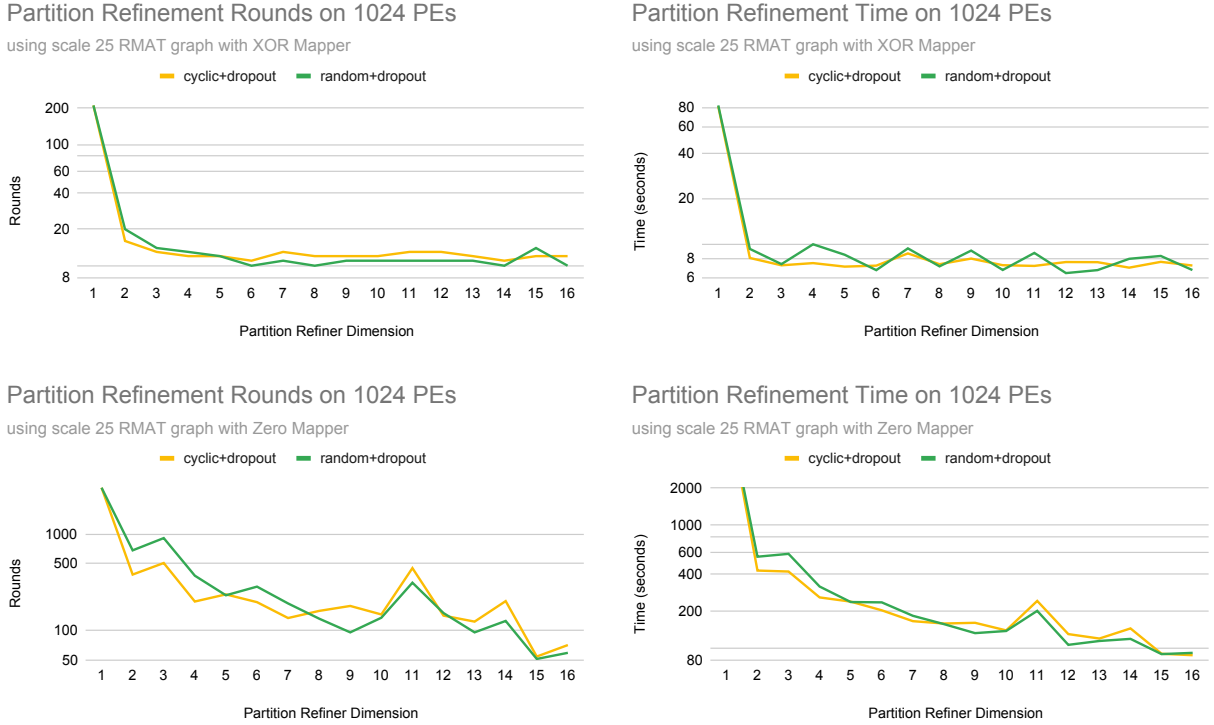 Partition Refinement Rounds on 1024 PEs
using scale 25 RMAT graph with XOR Mapper
cyclic+dropout random+dropout
200
100
60
40
20
8
Rounds
1 2 3 4 5 6 7 8 9 10 11 12 13 14 15 16
Partition Refiner Dimension
Partition Refinement Time on 1024 PEs
using scale 25 RMAT graph with XOR Mapper
cyclic+dropout random+dropout
80
60
40
20
8
6
Time (seconds)
1 2 3 4 5 6 7 8 9 10 11 12 13 14 15 16
Partition Refiner Dimension
Partition Refinement Rounds on 1024 PEs
using scale 25 RMAT graph with Zero Mapper
cyclic+dropout random+dropout
1000
500
100
50
Rounds
1 2 3 4 5 6 7 8 9 10 11 12 13 14 15 16
Partition Refiner Dimension
Partition Refinement Time on 1024 PEs
using scale 25 RMAT graph with Zero Mapper
cyclic+dropout random+dropout
2000
1000
600
400
200
80
Time (seconds)
1 2 3 4 5 6 7 8 9 10 11 12 13 14 15 16
Partition Refiner Dimension